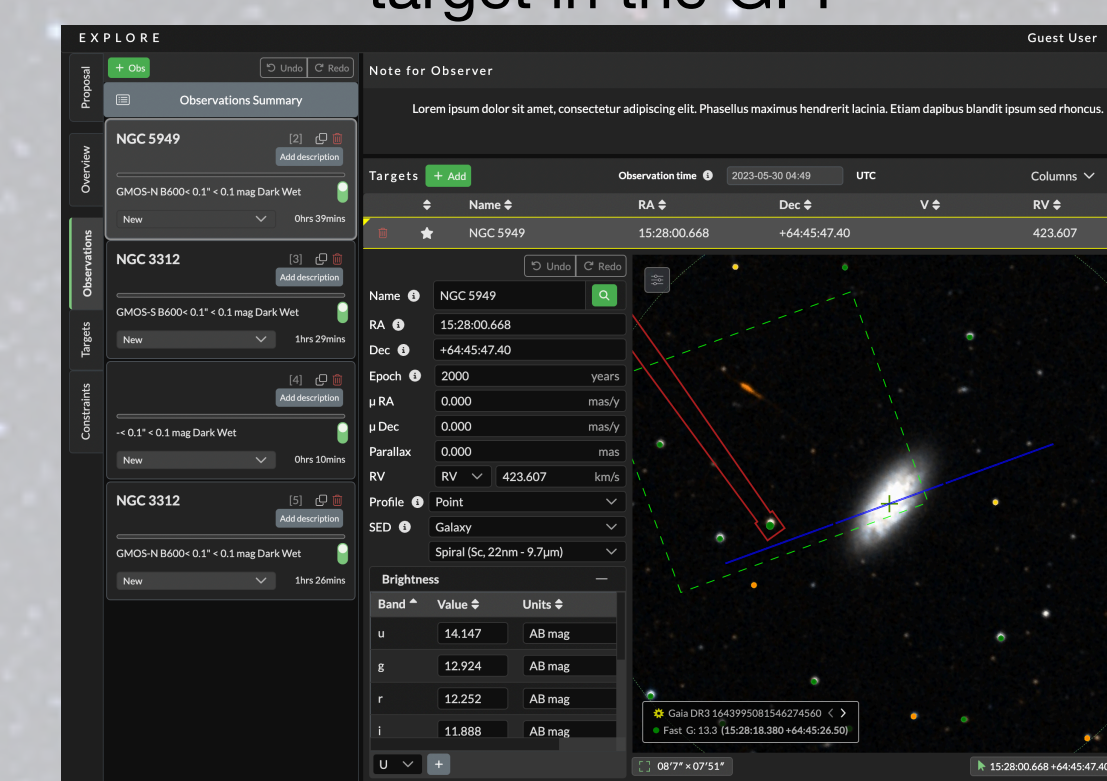 target in the GPP
EXPLORE
Guest User
Proposal
Overview
Observations
Targets
Constraints
+ Obs
Undo
Redo
Observations Summary
NGC 5949
[2]
Add description
GMOS-N B600< 0.1" < 0.1 mag Dark Wet
New
0hrs 39mins
NGC 3312
[3]
Add description
GMOS-S B600< 0.1" < 0.1 mag Dark Wet
New
1hrs 29mins
[4]
Add description
-< 0.1" < 0.1 mag Dark Wet
New
0hrs 10mins
NGC 3312
[5]
Add description
GMOS-N B600< 0.1" < 0.1 mag Dark Wet
New
1hrs 26mins
Note for Observer
Lorem ipsum dolor sit amet, consectetur adipiscing elit. Phasellus maximus hendrerit lacinia. Etiam dapibus blandit ipsum sed rhoncus.
Targets + Add Observation time 2023-05-30 04:49 UTC Columns
Name RA Dec V RV
NGC 5949 15:28:00.668 +64:45:47.40 423.607
Undo Redo
Name NGC 5949
RA 15:28:00.668
Dec +64:45:47.40
Epoch 2000 years
μ RA 0.000 mas/y
μ Dec 0.000 mas/y
Parallax 0.000 mas
RV RV 423.607 km/s
Profile Point
SED Galaxy
Spiral (Sc, 22nm - 9.7μm)
Brightness
Band Value Units
u 14.147 AB mag
g 12.924 AB mag
r 12.252 AB mag
i 11.888 AB mag
U +
Gaia DR3 1643995081546274560
Fast G: 13.3 (15:28:18.380 +64:45:26.50)
08'7" × 07'51"
15:28:00.668 +64:45:47.40